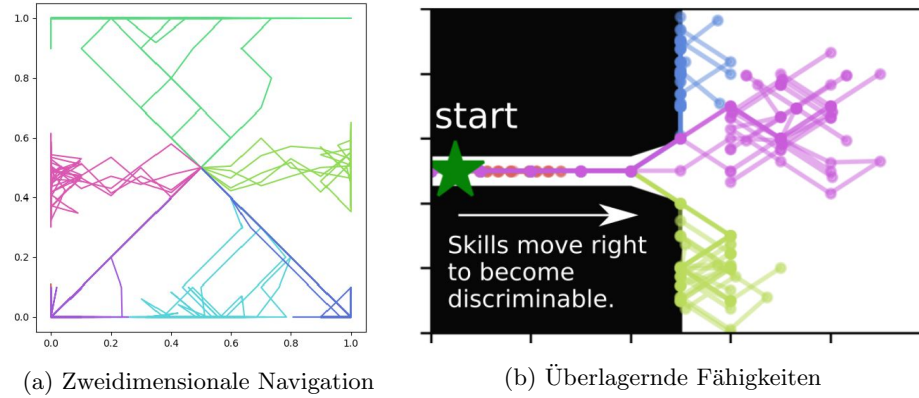 1.0
0.8
0.6
0.4
0.2
0.0
0.0 0.2 0.4 0.6 0.8 1.0
(a) Zweidimensionale Navigation
start
Skills move right
to become
discriminable.
(b) Überlagernde Fähigkeiten